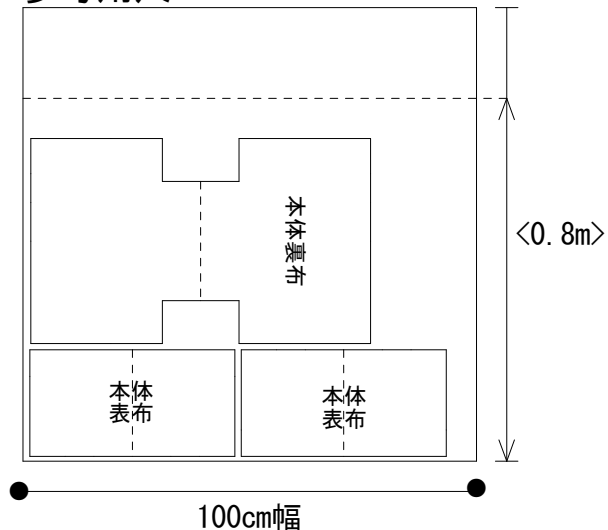 本体裏布
<0.8m>
本体
表布
本体
表布
100cm幅